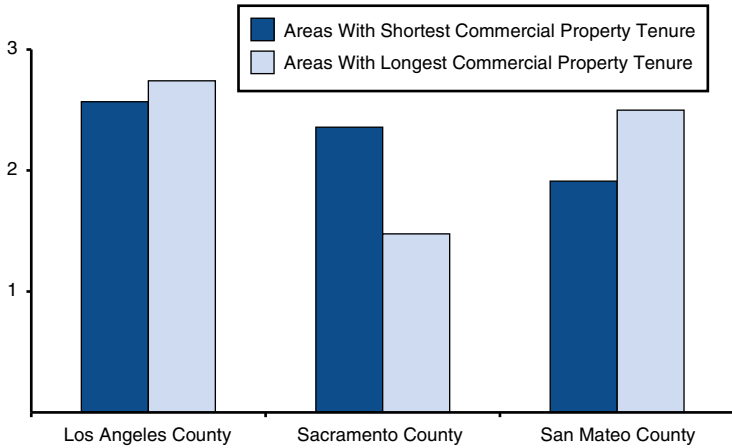 Areas With Shortest Commercial Property Tenure
Areas With Longest Commercial Property Tenure
3
2
1
Los Angeles County
Sacramento County
San Mateo County